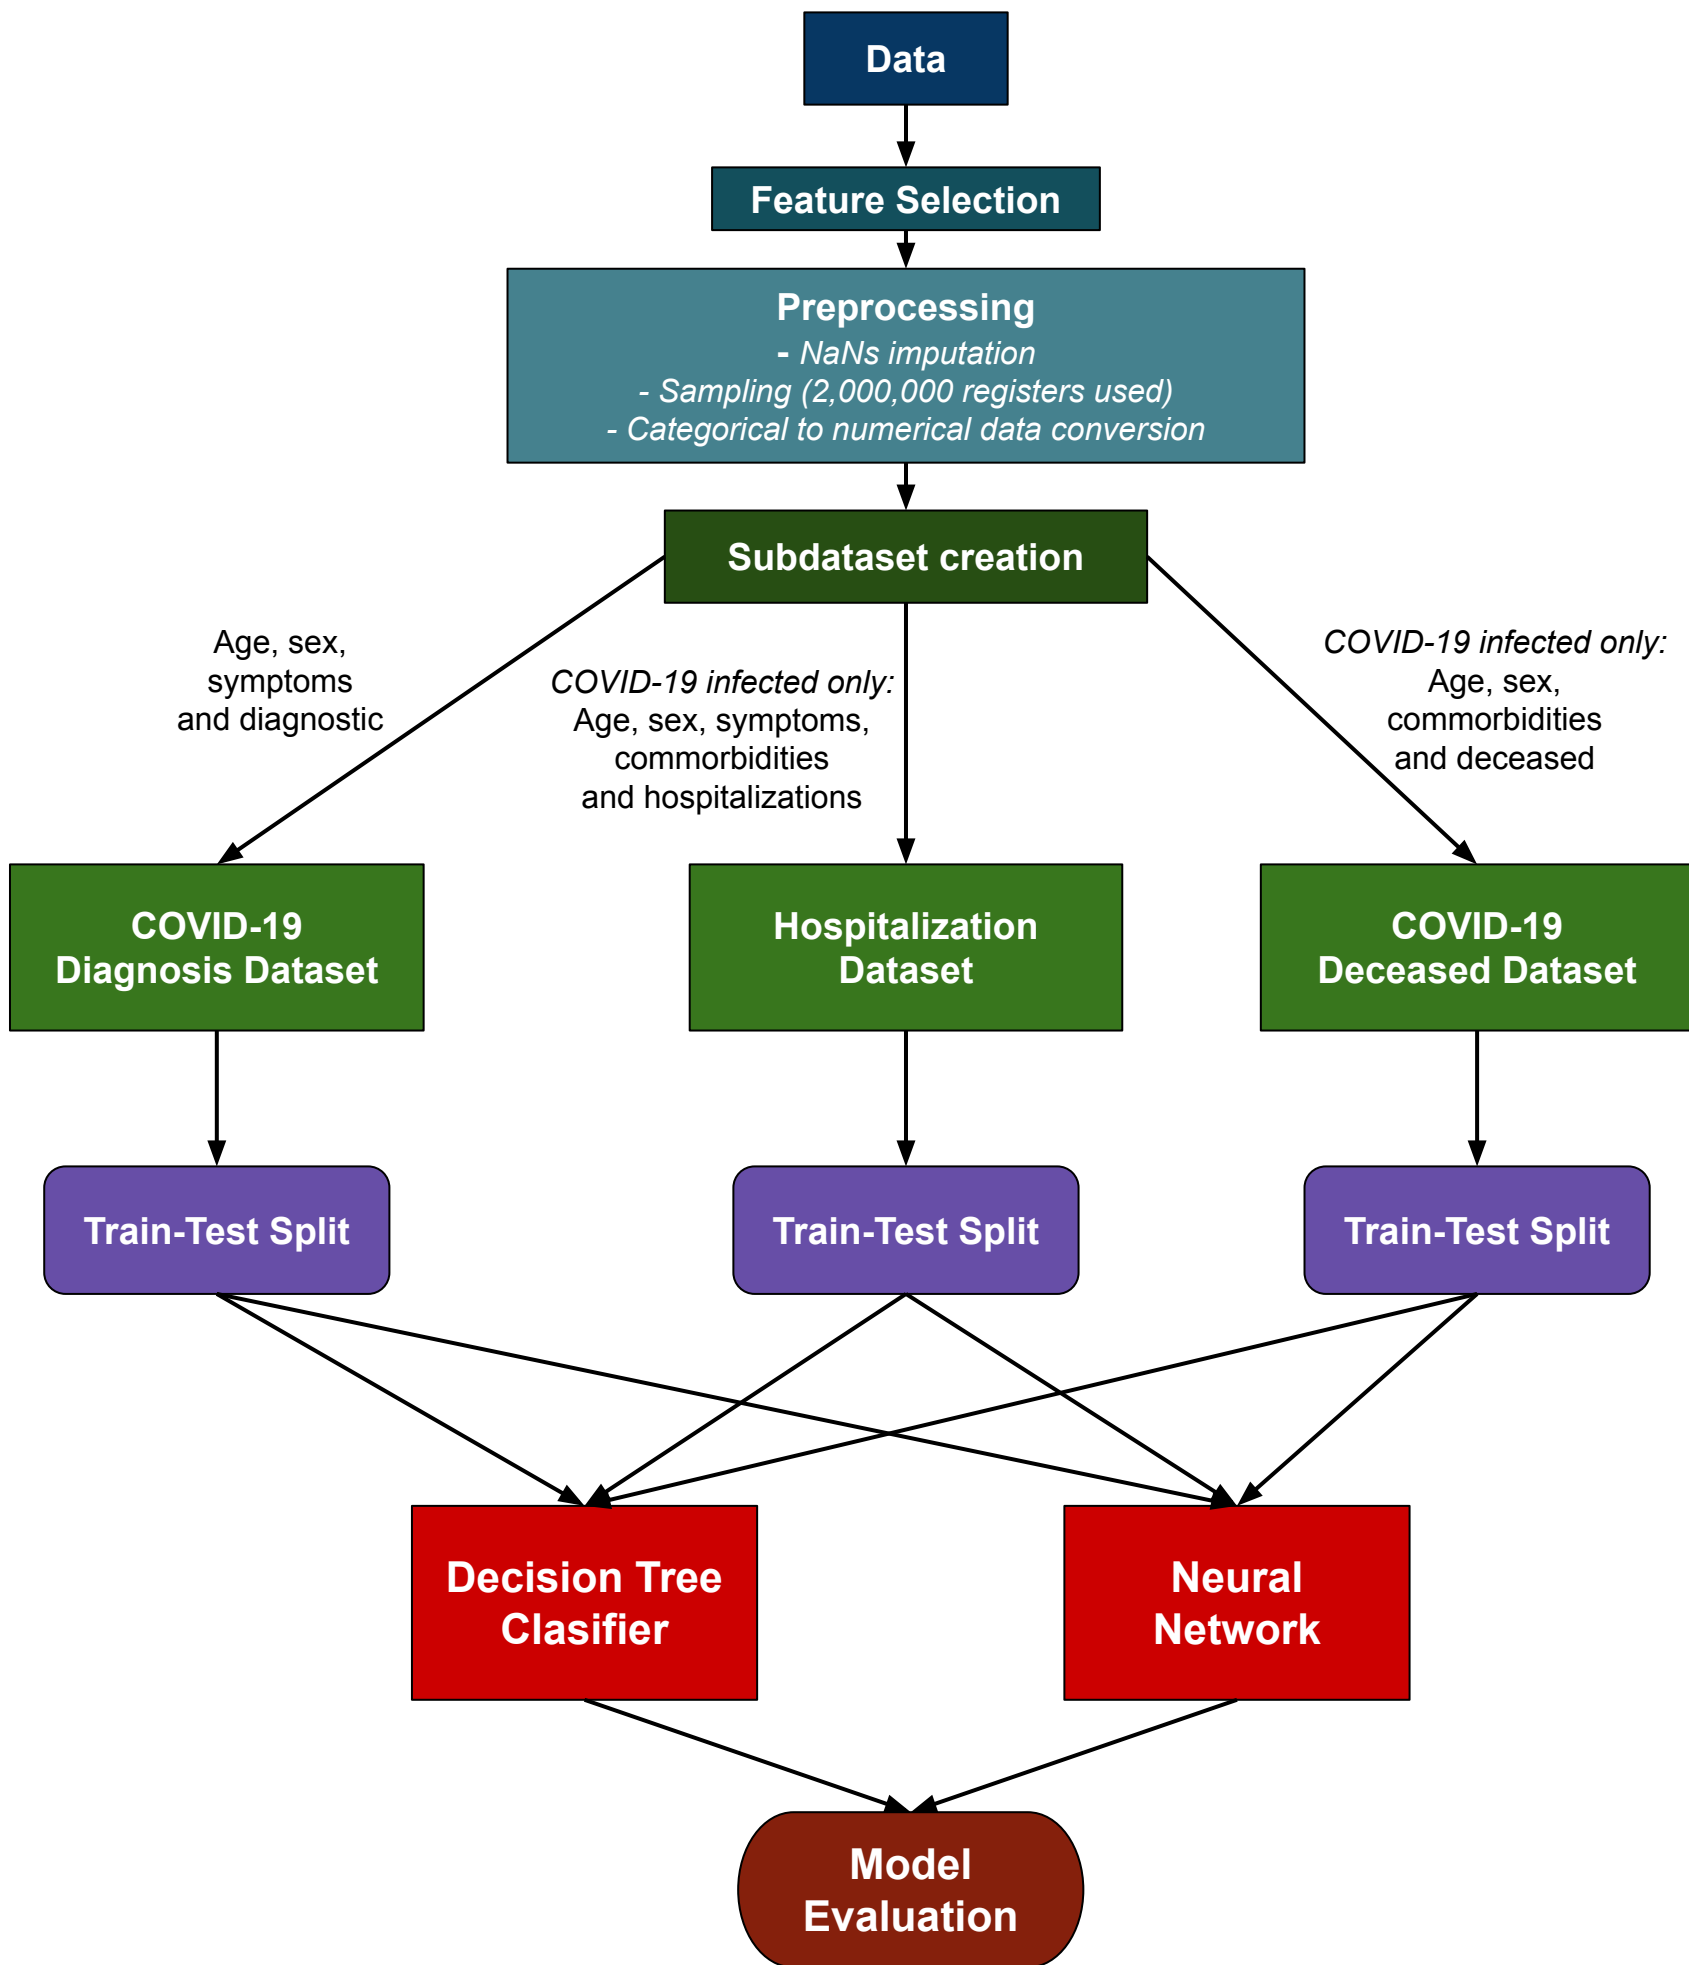 Data
Feature Selection
Preprocessing
- NaNs imputation
- Sampling (2,000,000 registers used)
- Categorical to numerical data conversion
Subdataset creation
Age, sex,
symptoms
and diagnostic
COVID-19 infected only:
Age, sex, symptoms,
commorbidities
and hospitalizations
COVID-19 infected only:
Age, sex,
commorbidities
and deceased
COVID-19
Diagnosis Dataset
Hospitalization
Dataset
COVID-19
Deceased Dataset
Train-Test Split
Train-Test Split
Train-Test Split
Decision Tree
Clasifier
Neural
Network
Model
Evaluation